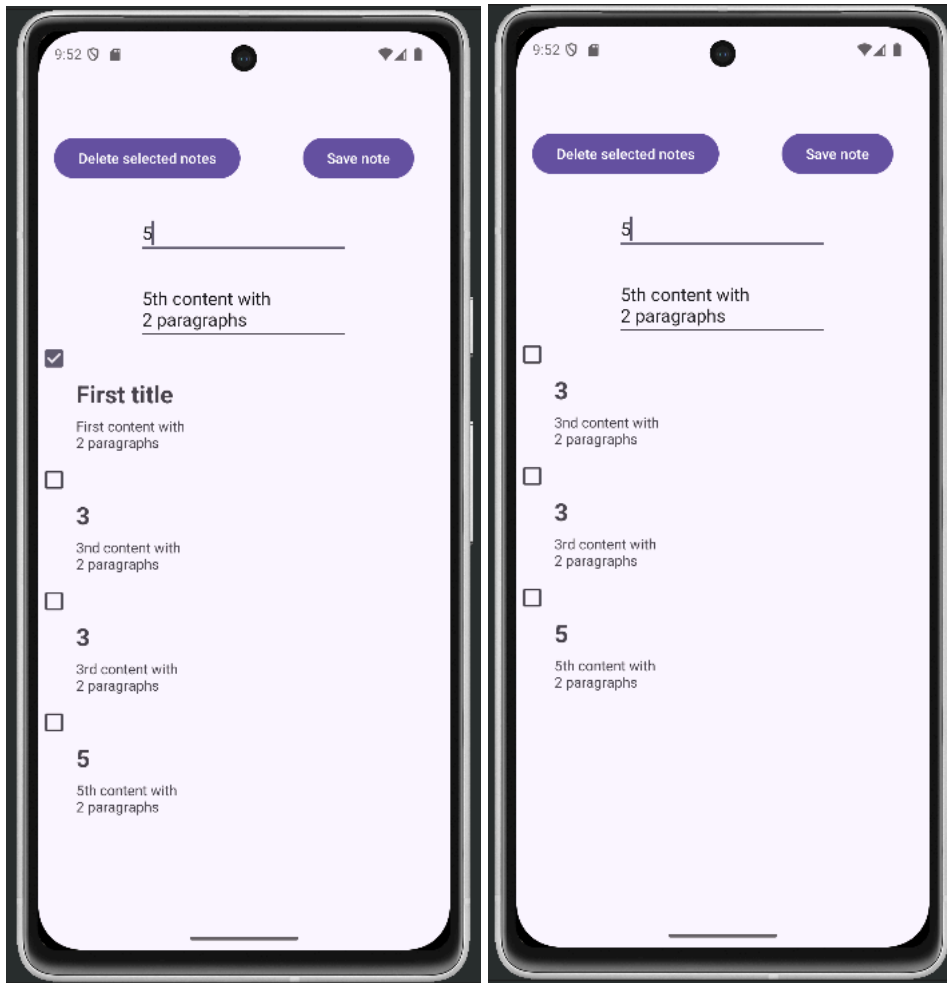 9:52
Delete selected notes
Save note
5
5th content with
2 paragraphs
First title
First content with
2 paragraphs
3
3nd content with
2 paragraphs
3
3rd content with
2 paragraphs
5
5th content with
2 paragraphs
9:52
Delete selected notes
Save note
5
5th content with
2 paragraphs
3
3nd content with
2 paragraphs
3
3rd content with
2 paragraphs
5
5th content with
2 paragraphs